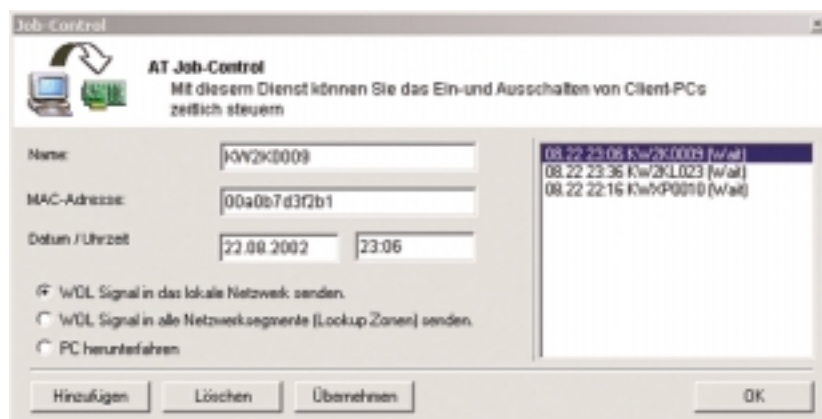 Job-Control
AT Job-Control
Mit diesem Dienst können Sie das Ein-und Ausschalten von Client-PCs
zeitlich steuern
Name:
KW2K0009
MAC-Adresse:
00a0b7d3f2b1
Datum / Uhrzeit
22.08.2002
23:06
WOL Signal in das lokale Netzwerk senden.
WOL Signal in alle Netzwerksegmente (Lookup Zonen) senden.
PC herunterfahren
08.22 23:06 KW2K0009 (Wait)
08.22 23:36 KW2KL023 (Wait)
08.22 22:16 KWXP0010 (Wait)
Hinzufügen
Löschen
Übernehmen
OK